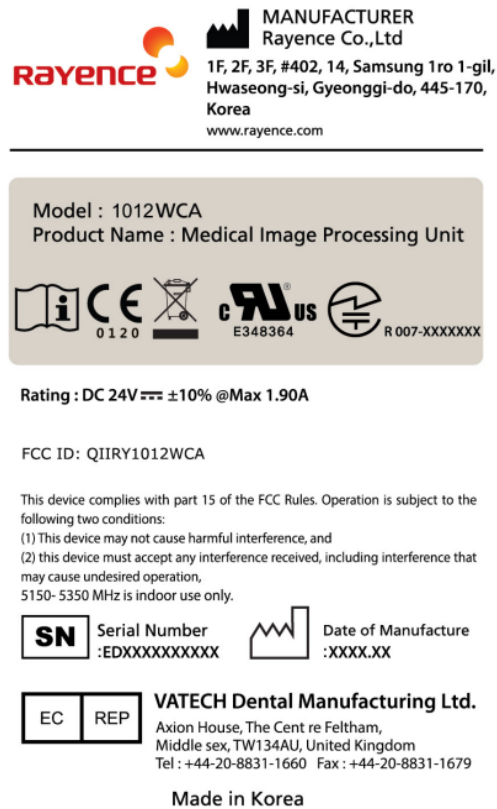 Rayence
MANUFACTURER
Rayence Co.,Ltd
1F, 2F, 3F, #402, 14, Samsung 1ro 1-gil,
Hwaseong-si, Gyeonggi-do, 445-170,
Korea
www.rayence.com
Model : 1012WCA
Product Name : Medical Image Processing Unit
i CE 0120 c RU ® US E348364 R 007-XXXXXXX
Rating : DC 24V ±10% @Max 1.90A
FCC ID: QIIRY1012WCA
This device complies with part 15 of the FCC Rules. Operation is subject to the
following two conditions:
(1) This device may not cause harmful interference, and
(2) this device must accept any interference received, including interference that
may cause undesired operation,
5150- 5350 MHz is indoor use only.
SN Serial Number
:EDXXXXXXXXXX
Date of Manufacture
:XXXX.XX
EC REP
VATECH Dental Manufacturing Ltd.
Axion House, The Cent re Feltham,
Middle sex, TW134AU, United Kingdom
Tel : +44-20-8831-1660 Fax : +44-20-8831-1679
Made in Korea